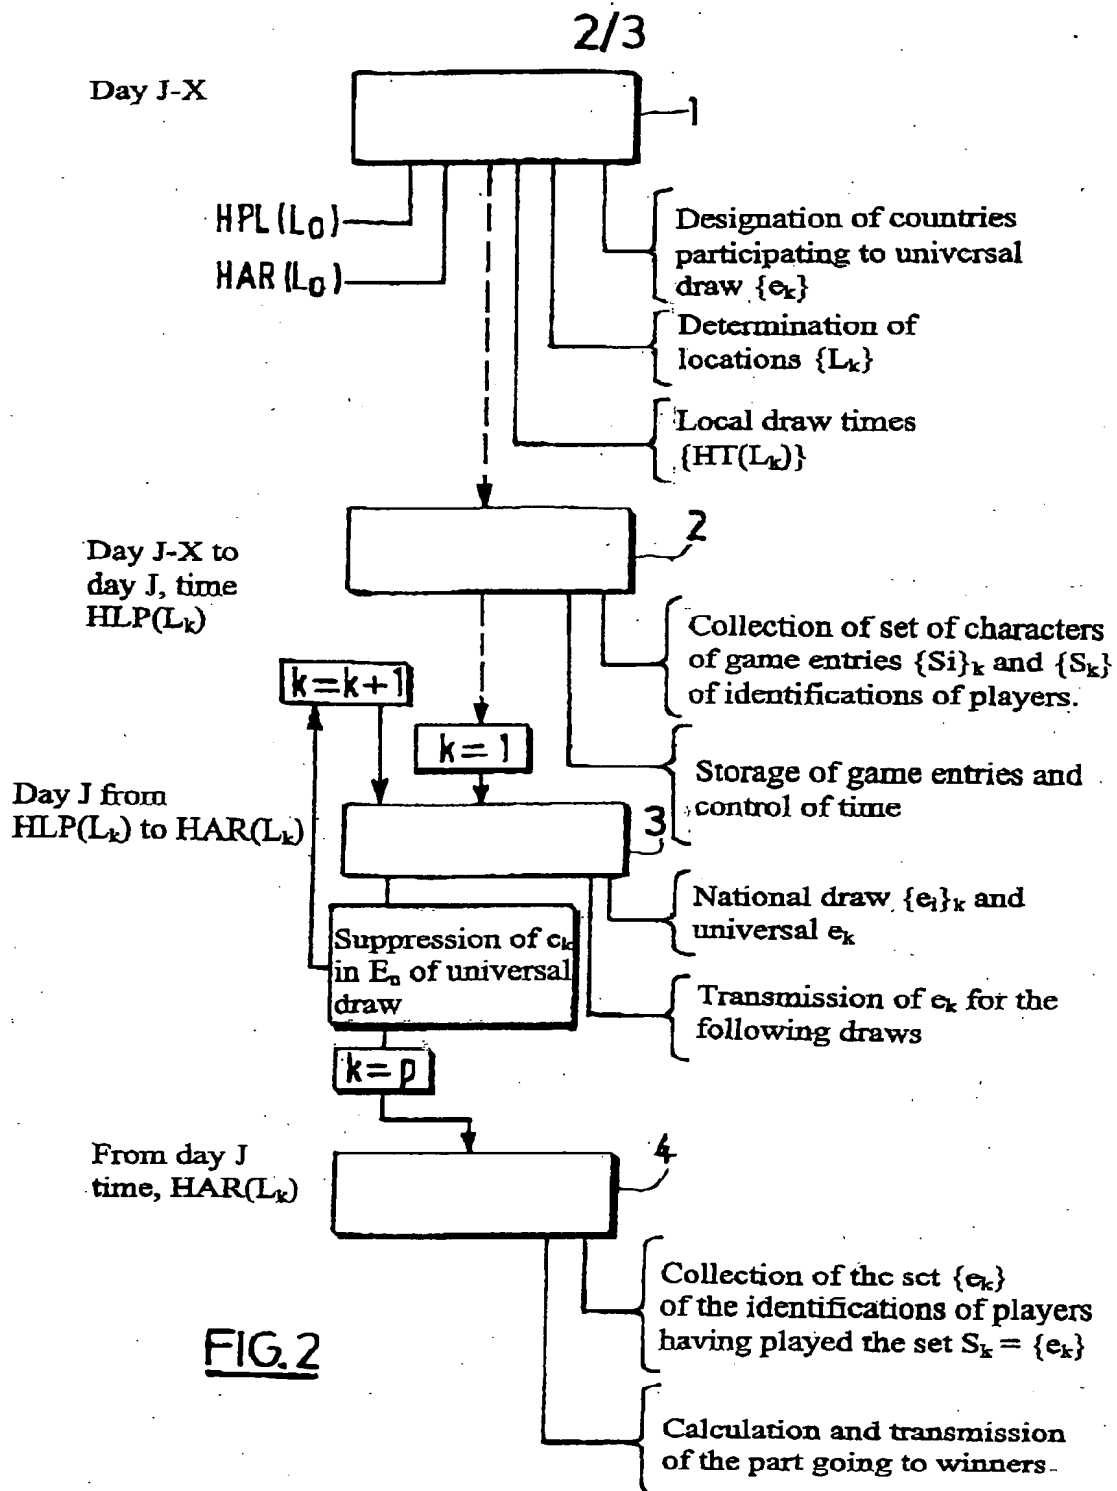 2/3
Day J-X
1
HPL(L0)
HAR(L0)
Designation of countries
participating to universal
draw {ek}
Determination of
locations {Lk}
Local draw times
{HT(Lk)}
2
Day J-X to
day J, time
HLP(Lk)
Collection of set of characters
of game entries {Si}k and {Sk}
of identifications of players.
k=k+1
k=1
Storage of game entries and
control of time
Day J from
HLP(Lk) to HAR(Lk)
3
National draw {ei}k and
universal ek
Suppression of ek
in En of universal
draw
Transmission of ek for the
following draws
k=p
From day J
time, HAR(Lk)
4
Collection of the set {ek}
of the identifications of players
having played the set Sk = {ek}
Calculation and transmission
of the part going to winners.
FIG.2